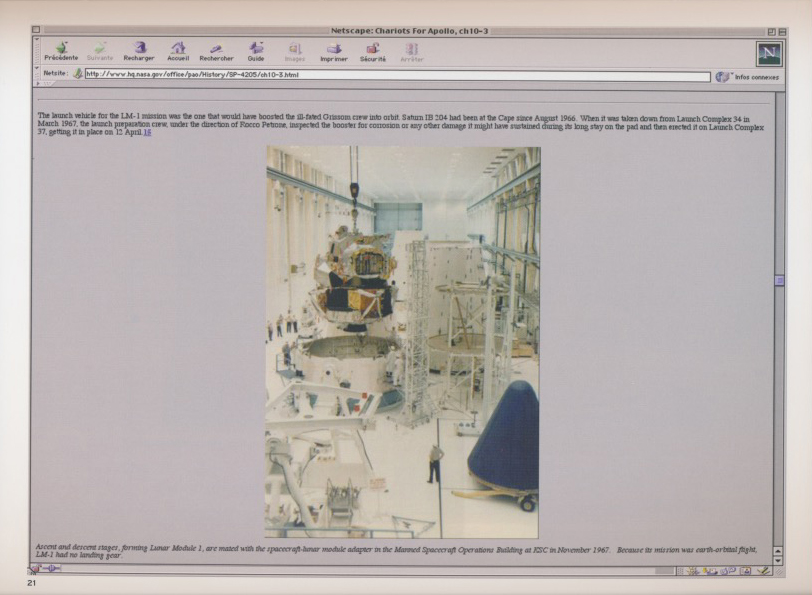 Netscape: Chariots For Apollo, ch10-3
Précédente Suivante Recharger Accueil Rechercher Guide Images Imprimer Sécurité Arrêter
N
Netsite: http://www.hq.nasa.gov/office/pao/History/SP-4205/ch10-3.html Infos connexes
The launch vehicle for the LM-1 mission was the one that would have boosted the ill-fated Grissom crew into orbit. Saturn IB 204 had been at the Cape since August 1966. When it was taken down from Launch Complex 34 in
March 1967, the launch preparation crew, under the direction of Rocco Petrone, inspected the booster for corrosion or any other damage it might have sustained during its long stay on the pad and then erected it on Launch Complex
37, getting it in place on 12 April.16
Ascent and descent stages, forming Lunar Module 1, are mated with the spacecraft-lunar module adapter in the Manned Spacecraft Operations Building at KSC in November 1967. Because its mission was earth-orbital flight,
LM-1 had no landing gear.
21